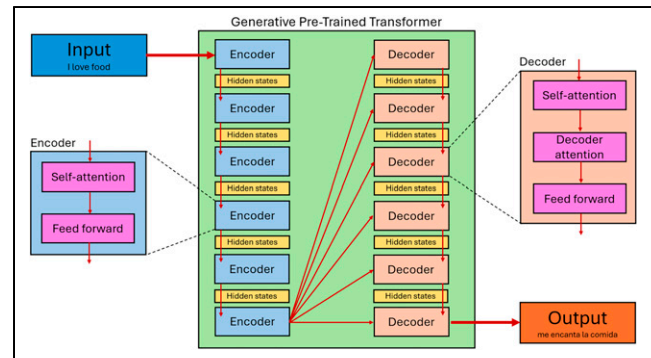 Generative Pre-Trained Transformer
Input
I love food
Encoder
Hidden states
Encoder
Hidden states
Encoder
Hidden states
Encoder
Hidden states
Encoder
Hidden states
Encoder
Decoder
Hidden states
Decoder
Hidden states
Decoder
Hidden states
Decoder
Hidden states
Decoder
Hidden states
Decoder
Encoder
Self-attention
Feed forward
Decoder
Self-attention
Decoder
attention
Feed forward
Output
me encanta la comida